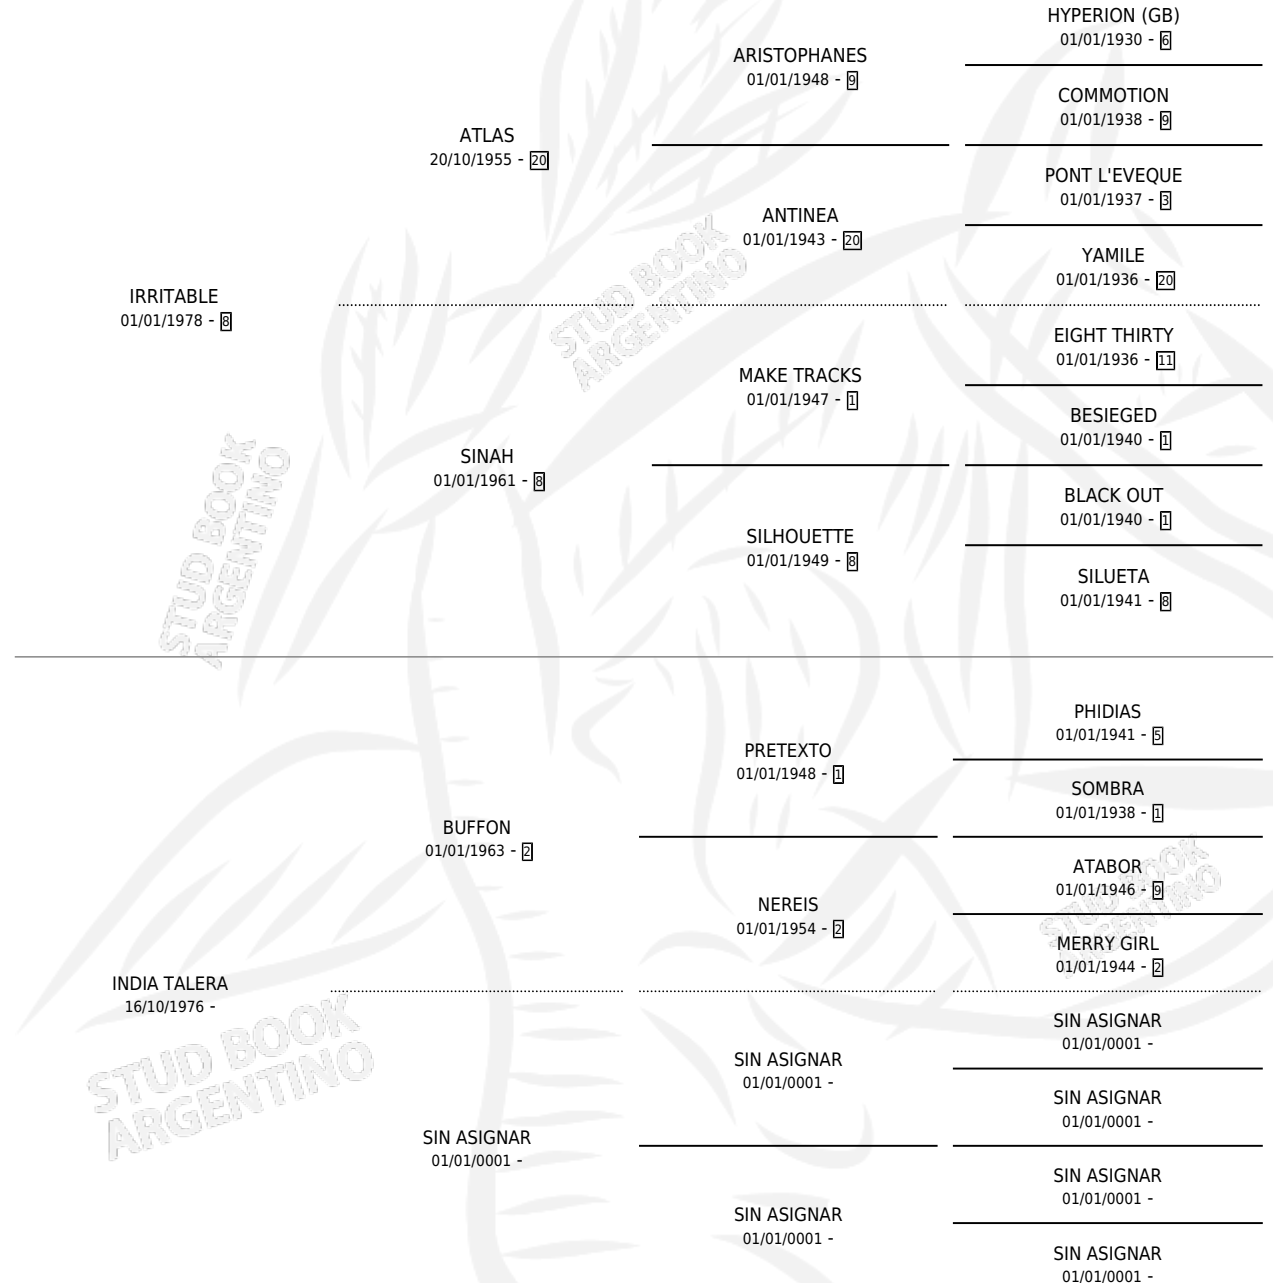 HYPERION (GB)
01/01/1930 - 6
ARISTOPHANES
01/01/1948 - 9
COMMOTION
01/01/1938 - 9
ATLAS
20/10/1955 - 20
PONT L'EVEQUE
01/01/1937 - 3
ANTINEA
01/01/1943 - 20
YAMILE
01/01/1936 - 20
IRRITABLE
01/01/1978 - 8
EIGHT THIRTY
01/01/1936 - 11
MAKE TRACKS
01/01/1947 - 1
BESIEGED
01/01/1940 - 1
SINAH
01/01/1961 - 8
BLACK OUT
01/01/1940 - 1
SILHOUETTE
01/01/1949 - 8
SILUETA
01/01/1941 - 8
STUD BOOK
ARGENTINO
STUD BOOK
ARGENTINO
PHIDIAS
01/01/1941 - 5
PRETEXTO
01/01/1948 - 1
SOMBRA
01/01/1938 - 1
BUFFON
01/01/1963 - 2
ATABOR
01/01/1946 - 9
NEREIS
01/01/1954 - 2
MERRY GIRL
01/01/1944 - 2
INDIA TALERA
16/10/1976 -
SIN ASIGNAR
01/01/0001 -
SIN ASIGNAR
01/01/0001 -
SIN ASIGNAR
01/01/0001 -
SIN ASIGNAR
01/01/0001 -
SIN ASIGNAR
01/01/0001 -
SIN ASIGNAR
01/01/0001 -
SIN ASIGNAR
01/01/0001 -
STUD BOOK
ARGENTINO
STUD BOOK
ARGENTINO